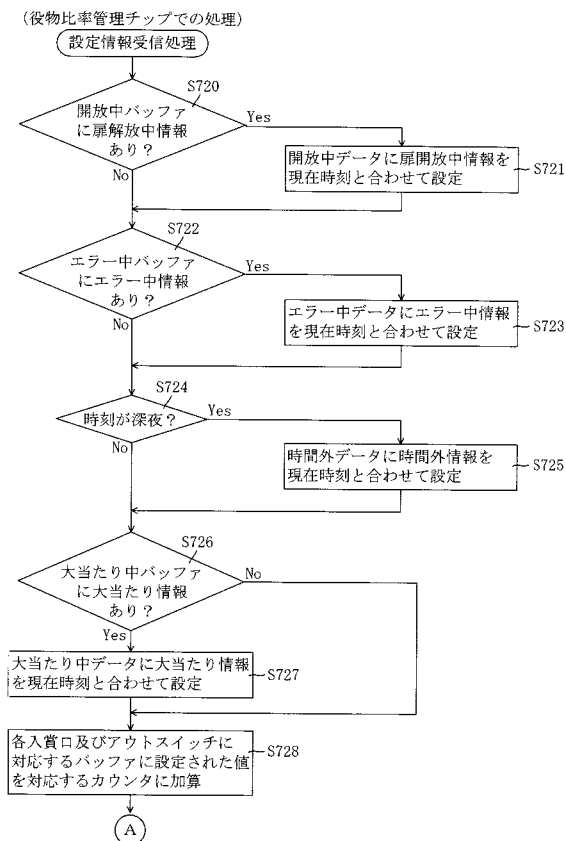 (役物比率管理チップでの処理)
設定情報受信処理
S720
開放中バッファ
に扉解放中情報
あり？
Yes
No
開放中データに扉開放中情報を
現在時刻と合わせて設定
S721
S722
エラー中バッファ
にエラー中情報
あり？
Yes
No
エラー中データにエラー中情報
を現在時刻と合わせて設定
S723
S724
時刻が深夜？
Yes
No
時間外データに時間外情報を
現在時刻と合わせて設定
S725
S726
大当たり中バッファ
に大当たり情報
あり？
No
Yes
大当たり中データに大当たり情報
を現在時刻と合わせて設定
S727
各入賞口及びアウトスイッチに
対応するバッファに設定された値
を対応するカウンタに加算
S728
A